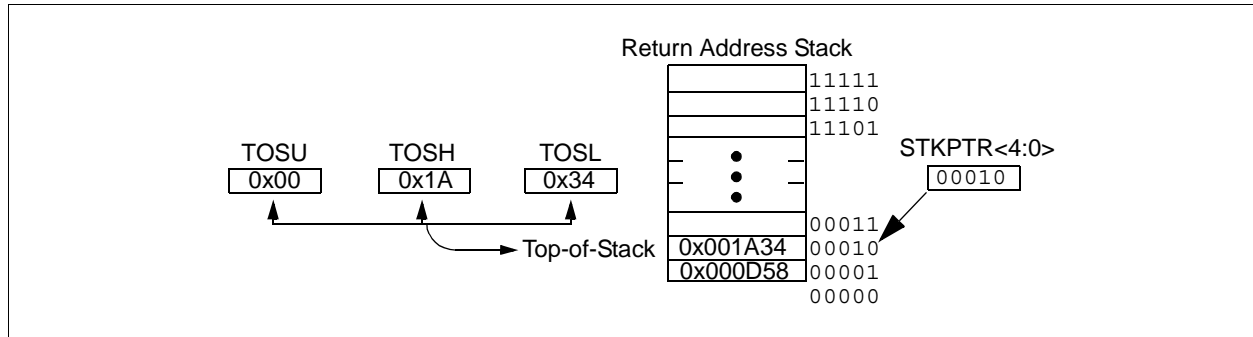 Return Address Stack
11111
11110
11101
TOSU TOSH TOSL STKPTR<4:0>
0x00 0x1A 0x34 00010
00011
Top-of-Stack 0x001A34 00010
0x000D58 00001
00000